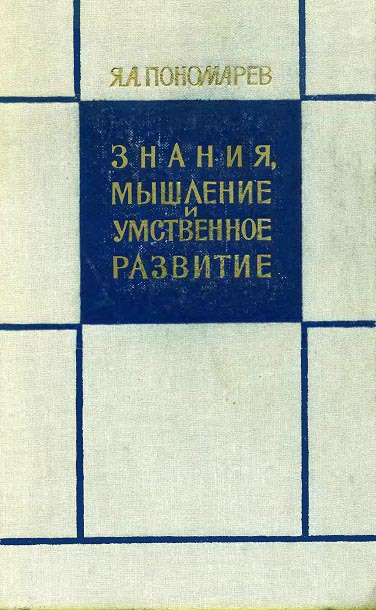 Я.А. ПОНОМАРЕВ
ЗНАНИЯ,
МЫШЛЕНИЕ
И
УМСТВЕННОЕ
РАЗВИТИЕ